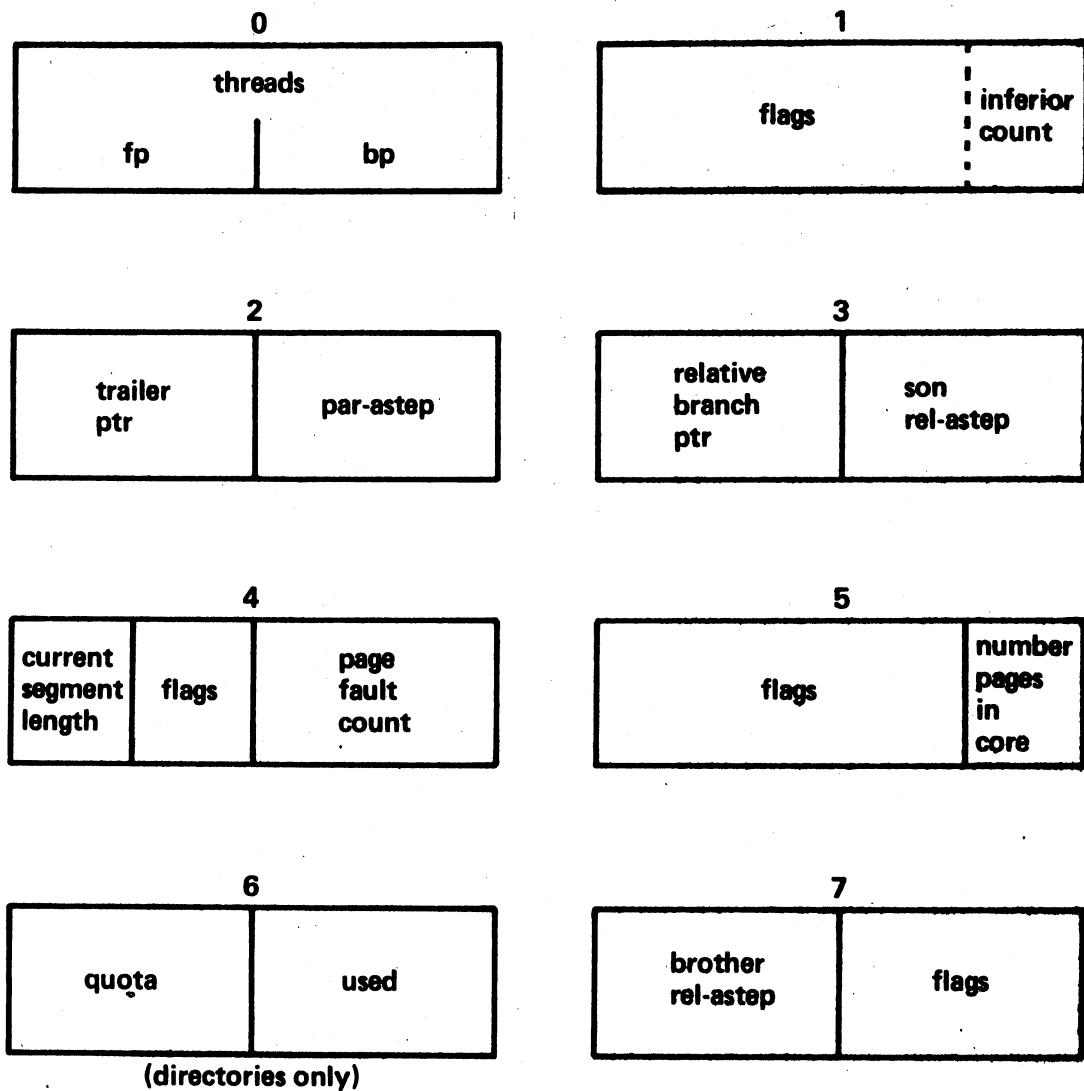 0
threads
fp
bp
1
flags
inferior
count
2
trailer
ptr
par-astep
3
relative
branch
ptr
son
rel-astep
4
current
segment
length
flags
page
fault
count
5
flags
number
pages
in
core
6
quota
used
(directories only)
7
brother
rel-astep
flags